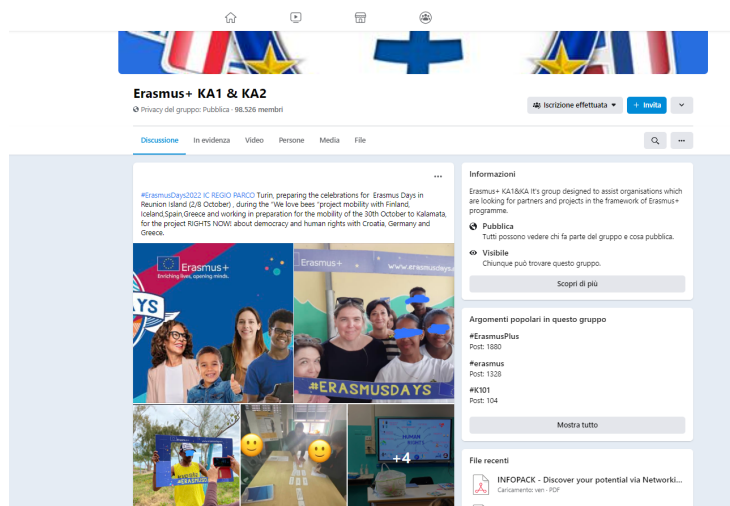 Erasmus+ KA1 & KA2
Privacy del gruppo: Pubblica · 98.526 membri
Iscrizione effettuata
+ Invita
Discussione In evidenza Video Persone Media File
#ErasmusDays2022 IC REGIO PARCO Turin, preparing the celebrations for Erasmus Days in
Reunion Island (2/8 October) , during the "We love bees "project mobility with Finland,
Iceland,Spain,Greece and working in preparation for the mobility of the 30th October to Kalamata,
for the project RIGHTS NOW! about democracy and human rights with Croatia, Germany and
Greece.
Erasmus+
Enriching lives, opening minds.
YS
Erasmus+
www.erasmusdays
#ERASMUSDAYS
#ERASMUS
HUMAN
RIGHTS
+4
Informazioni
Erasmus+ KA1&KA It's group designed to assist organisations which
are looking for partners and projects in the framework of Erasmus+
programme.
Pubblica
Tutti possono vedere chi fa parte del gruppo e cosa pubblica.
Visibile
Chiunque può trovare questo gruppo.
Scopri di più
Argomenti popolari in questo gruppo
#ErasmusPlus
Post: 1880
#erasmus
Post: 1328
#K101
Post: 104
Mostra tutto
File recenti
INFOPACK - Discover your potential via Networki...
Caricamento: ven · PDF